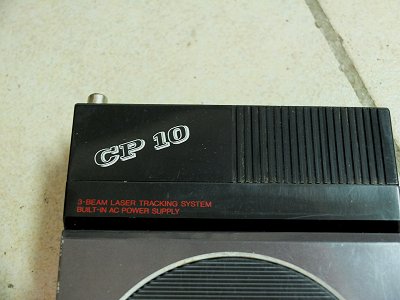 CP 10
3-BEAM LASER TRACKING SYSTEM
BUILT-IN AC POWER SUPPLY